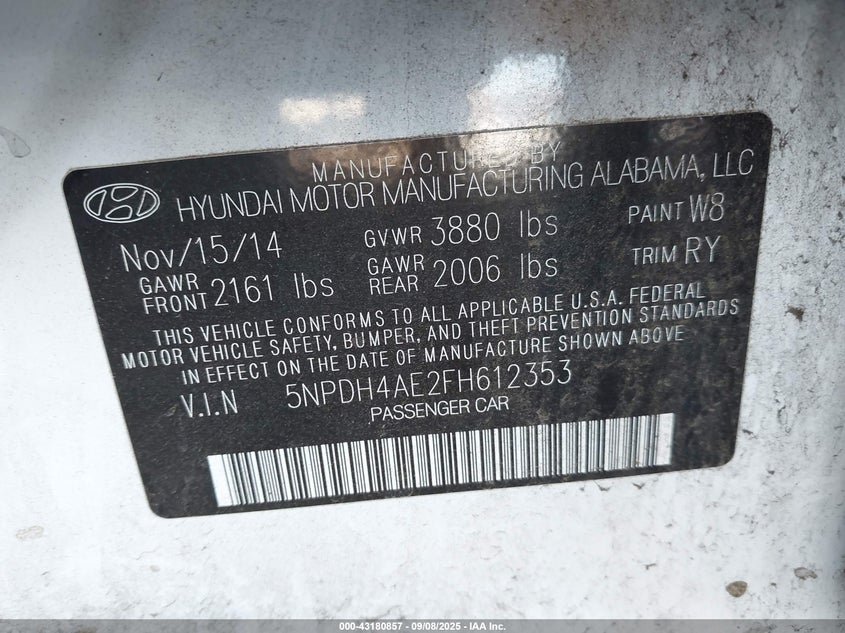 MANUFACTURED BY
HYUNDAI MOTOR MANUFACTURING ALABAMA, LLC
Nov/15/14 GVWR 3880 lbs PAINT W8
GAWR FRONT 2161 lbs GAWR REAR 2006 lbs TRIM RY
THIS VEHICLE CONFORMS TO ALL APPLICABLE U.S.A. FEDERAL
MOTOR VEHICLE SAFETY, BUMPER, AND THEFT PREVENTION STANDARDS
IN EFFECT ON THE DATE OF MANUFACTURE SHOWN ABOVE
V.I.N 5NPDH4AE2FH612353
PASSENGER CAR
000-43180857 - 09/08/2025 - IAA Inc.